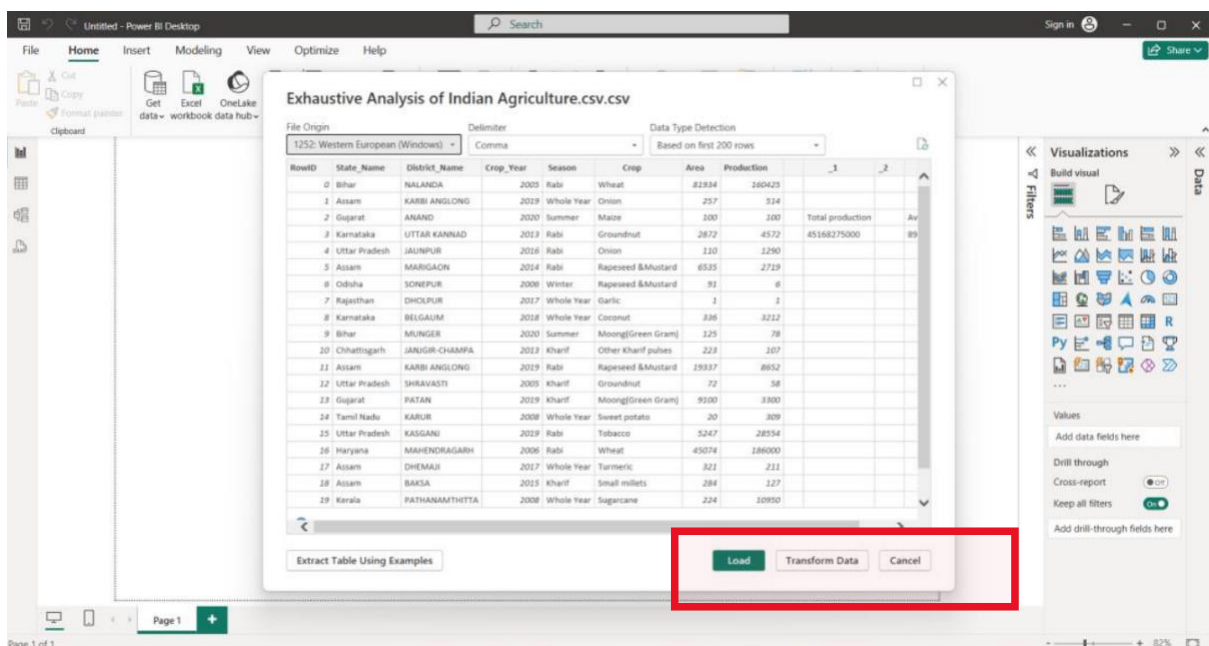 Untitled - Power BI Desktop
Search
Sign in
File Home Insert Modeling View Optimize Help
Share
Paste
Cut
Copy
Format painter
Clipboard
Get data
Excel workbook
OneLake data hub
Exhaustive Analysis of Indian Agriculture.csv.csv
File Origin Delimiter Data Type Detection
1252: Western European (Windows) Comma Based on first 200 rows
RowID State_Name District_Name Crop_Year Season Crop Area Production _1 _2
0 Bihar NALANDA 2005 Rabi Wheat 81934 160425
1 Assam KARBI ANGLONG 2019 Whole Year Onion 257 514
2 Gujarat ANAND 2020 Summer Maize 100 100 Total production Av
3 Karnataka UTTAR KANNAD 2013 Rabi Groundnut 2872 4572 45168275000 89
4 Uttar Pradesh JAUNPUR 2016 Rabi Onion 110 1290
5 Assam MARIGAON 2014 Rabi Rapeseed &Mustard 6535 2719
6 Odisha SONEPUR 2006 Winter Rapeseed &Mustard 91 6
7 Rajasthan DHOLPUR 2017 Whole Year Garlic 1 1
8 Karnataka BELGAUM 2018 Whole Year Coconut 336 3212
9 Bihar MUNGER 2020 Summer Moong(Green Gram) 125 78
10 Chhattisgarh JANJGIR-CHAMPA 2013 Kharif Other Kharif pulses 223 107
11 Assam KARBI ANGLONG 2019 Rabi Rapeseed &Mustard 19337 8652
12 Uttar Pradesh SHRAVASTI 2005 Kharif Groundnut 72 58
13 Gujarat PATAN 2019 Kharif Moong(Green Gram) 9100 3300
14 Tamil Nadu KARUR 2008 Whole Year Sweet potato 20 309
15 Uttar Pradesh KASGANJ 2019 Rabi Tobacco 5247 28554
16 Haryana MAHENDRAGARH 2006 Rabi Wheat 45074 186000
17 Assam DHEMAJI 2017 Whole Year Turmeric 321 211
18 Assam BAKSA 2015 Kharif Small millets 284 127
19 Kerala PATHANAMTHITTA 2008 Whole Year Sugarcane 224 10950
Extract Table Using Examples Load Transform Data Cancel
Filters
Visualizations
Build visual
R
Py
...
Values
Add data fields here
Drill through
Cross-report Off
Keep all filters On
Add drill-through fields here
Data
Page 1
Page 1 of 1
82%